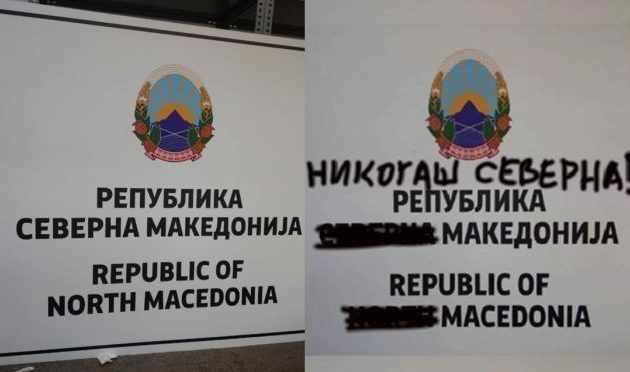 РЕПУБЛИКА
СЕВЕРНА МАКЕДОНИЈА
REPUBLIC OF
NORTH MACEDONIA
НИКОГАШ СЕВЕРНА!
РЕПУБЛИКА
МАКЕДОНИЈА
REPUBLIC OF
MACEDONIA